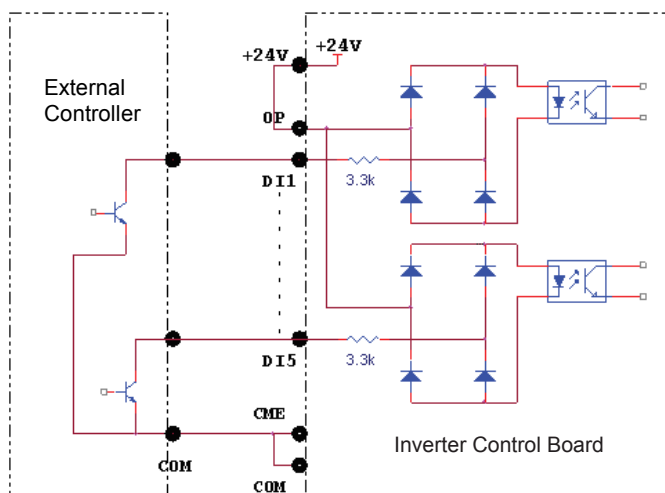 +24V
+24V
External
Controller
OP
DI1
3.3k
3.3k
DI5
CME
Inverter Control Board
COM
COM